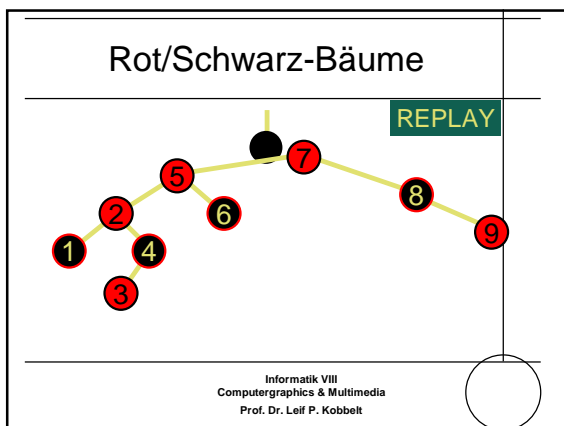 Rot/Schwarz-Bäume
REPLAY
7
5
8
2
6
9
1
4
3
Informatik VIII
Computergraphics & Multimedia
Prof. Dr. Leif P. Kobbelt